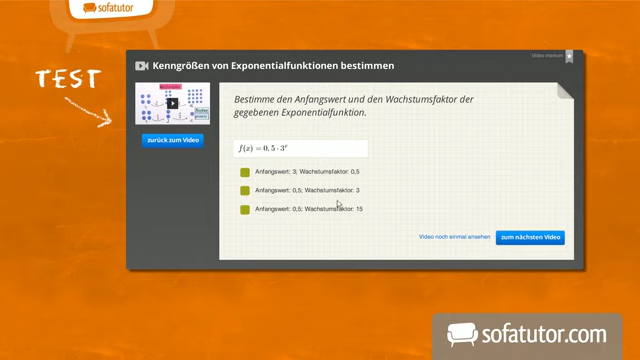 sofatutor
Video merken
Kenngrößen von Exponentialfunktionen bestimmen
TEST
Bestimme den Anfangswert und den Wachstumsfaktor der
gegebenen Exponentialfunktion.
zurück zum Video
f(x) = 0, 5 · 3ˣ
Anfangswert: 3; Wachstumsfaktor: 0,5
Anfangswert: 0,5; Wachstumsfaktor: 3
Anfangswert: 0,5; Wachstumsfaktor: 15
Video noch einmal ansehen
zum nächsten Video
sofatutor.com